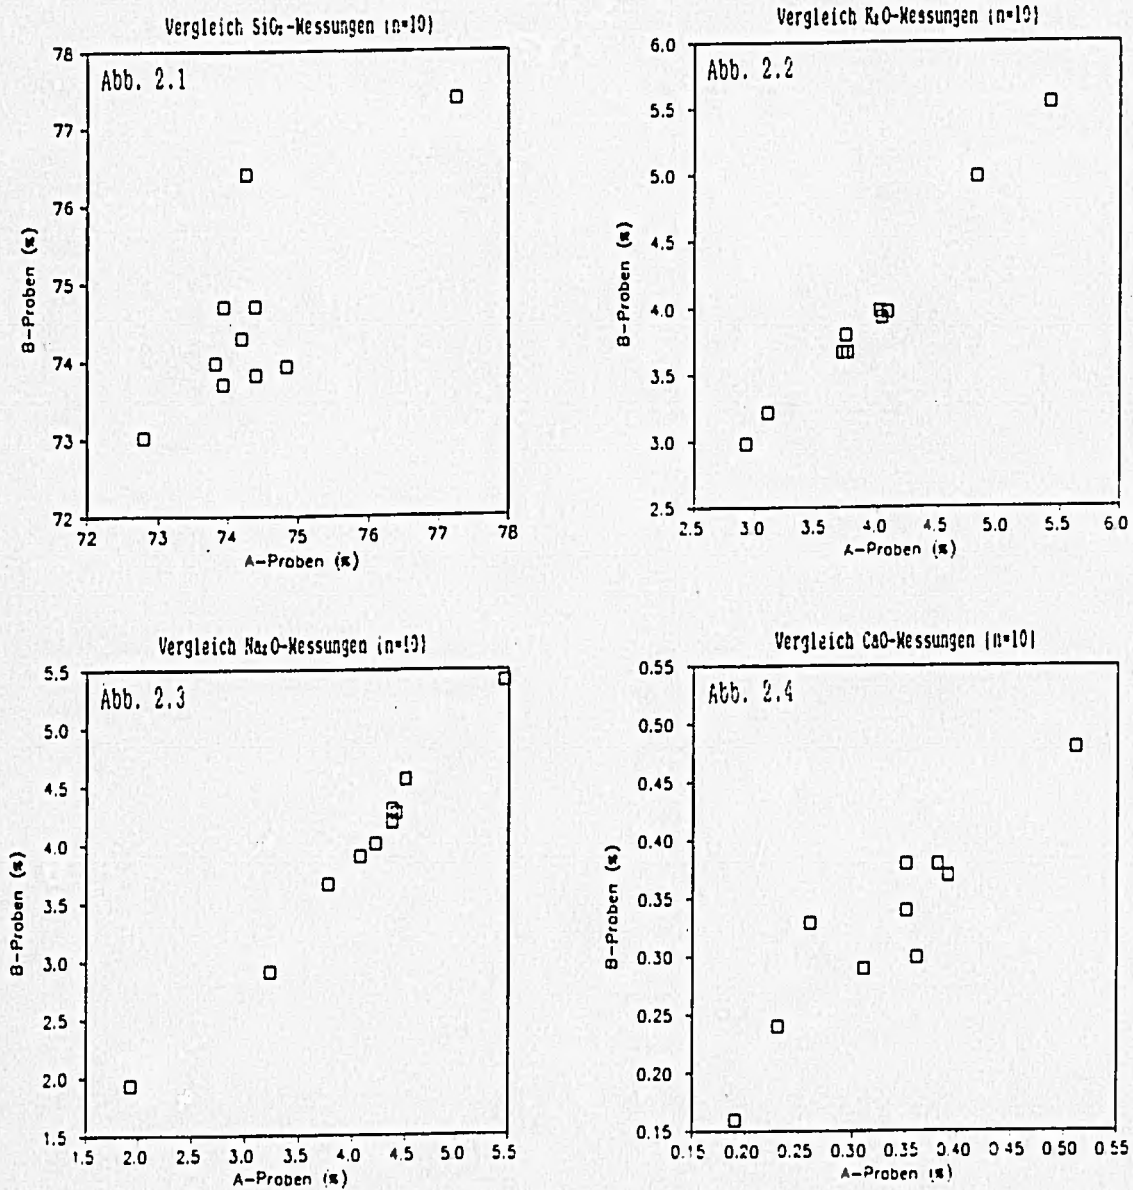 Vergleich SiO₂-Messungen (n=10)
Abb. 2.1
78
77
76
75
74
73
72
B-Proben (%)
72 73 74 75 76 77 78
A-Proben (%)
Vergleich K₂O-Messungen (n=10)
Abb. 2.2
6.0
5.5
5.0
4.5
4.0
3.5
3.0
2.5
B-Proben (%)
2.5 3.0 3.5 4.0 4.5 5.0 5.5 6.0
A-Proben (%)
Vergleich Na₂O-Messungen (n=10)
Abb. 2.3
5.5
5.0
4.5
4.0
3.5
3.0
2.5
2.0
1.5
B-Proben (%)
1.5 2.0 2.5 3.0 3.5 4.0 4.5 5.0 5.5
A-Proben (%)
Vergleich CaO-Messungen (n=10)
Abb. 2.4
0.55
0.50
0.45
0.40
0.35
0.30
0.25
0.20
0.15
B-Proben (%)
0.15 0.20 0.25 0.30 0.35 0.40 0.45 0.50 0.55
A-Proben (%)